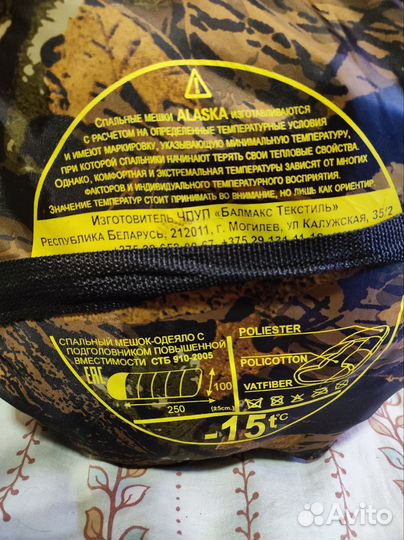 Спальные мешки ALASKA изготавливаются
с расчетом на определенные температурные условия
и имеют маркировку, указывающую минимальную температуру,
при которой спальники начинают терять свои тепловые свойства.
Однако, комфортная и экстремальная температуры зависят от многих
факторов и индивидуального температурного восприятия.
Значение температур стоит принимать во внимание, но лишь как ориентир.
Изготовитель ЧПУП «Балмакс Текстиль»
Республика Беларусь, 212011, г. Могилев, ул Калужская, 35/2
спальный мешок-одеяло с
подголовником повышенной
вместимости СТБ 910-2005
EAC
100
250
(±5см.)
POLIESTER
POLICOTTON
VATFIBER
-15t°C
Avito